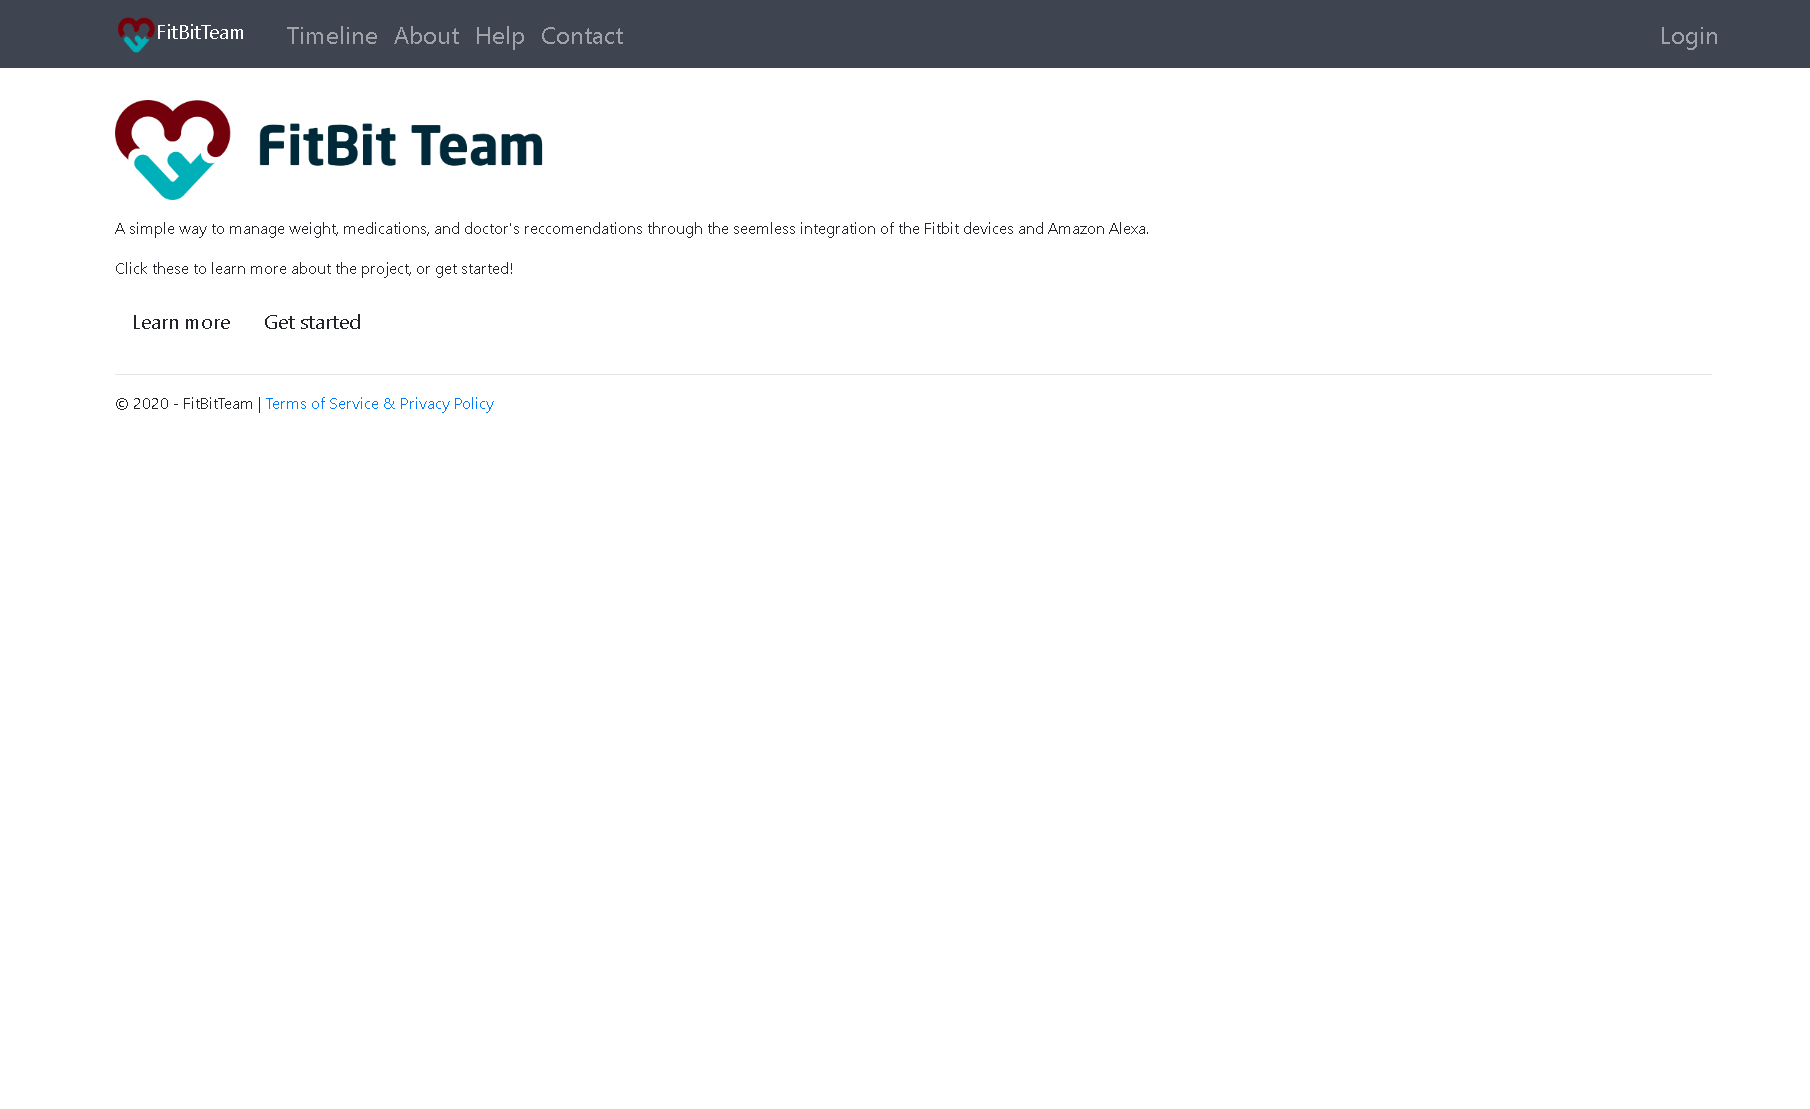 FitBitTeam Timeline About Help Contact Login
FitBit Team
A simple way to manage weight, medications, and doctor's reccomendations through the seemless integration of the Fitbit devices and Amazon Alexa.
Click these to learn more about the project, or get started!
Learn more Get started
© 2020 - FitBitTeam | Terms of Service & Privacy Policy